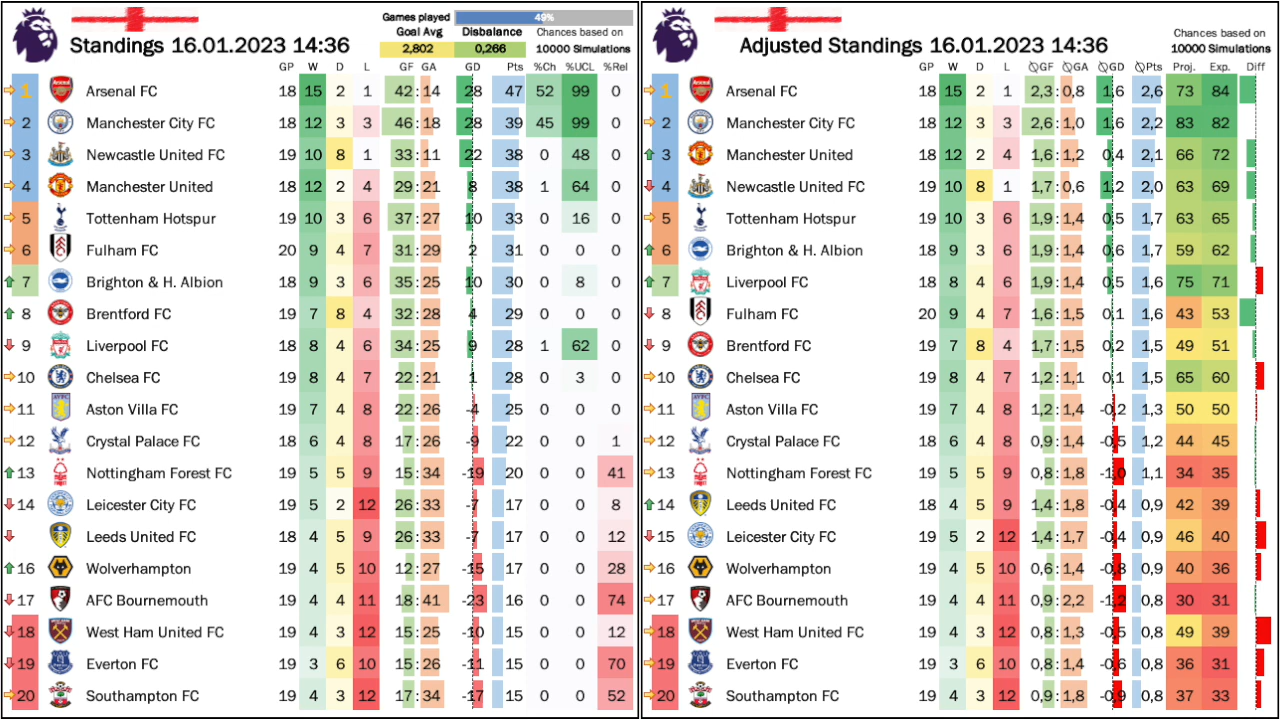 Games played 49%
Goal Avg Disbalance Chances based on
Standings 16.01.2023 14:36 2,802 0,266 10000 Simulations
GP W D L GF GA GD Pts %Ch %UCL %Rel
1 Arsenal FC 18 15 2 1 42 : 14 28 47 52 99 0
2 Manchester City FC 18 12 3 3 46 : 18 28 39 45 99 0
3 Newcastle United FC 19 10 8 1 33 : 11 22 38 0 48 0
4 Manchester United 18 12 2 4 29 : 21 8 38 1 64 0
5 Tottenham Hotspur 19 10 3 6 37 : 27 10 33 0 16 0
6 Fulham FC 20 9 4 7 31 : 29 2 31 0 0 0
7 Brighton & H. Albion 18 9 3 6 35 : 25 10 30 0 8 0
8 Brentford FC 19 7 8 4 32 : 28 4 29 0 0 0
9 Liverpool FC 18 8 4 6 34 : 25 9 28 1 62 0
10 Chelsea FC 19 8 4 7 22 : 21 1 28 0 3 0
11 Aston Villa FC 19 7 4 8 22 : 26 -4 25 0 0 0
12 Crystal Palace FC 18 6 4 8 17 : 26 -9 22 0 0 1
13 Nottingham Forest FC 19 5 5 9 15 : 34 -19 20 0 0 41
14 Leicester City FC 19 5 2 12 26 : 33 -7 17 0 0 8
Leeds United FC 18 4 5 9 26 : 33 -7 17 0 0 12
16 Wolverhampton 19 4 5 10 12 : 27 -15 17 0 0 28
17 AFC Bournemouth 19 4 4 11 18 : 41 -23 16 0 0 74
18 West Ham United FC 19 4 3 12 15 : 25 -10 15 0 0 12
19 Everton FC 19 3 6 10 15 : 26 -11 15 0 0 70
20 Southampton FC 19 4 3 12 17 : 34 -17 15 0 0 52
Chances based on
Adjusted Standings 16.01.2023 14:36 10000 Simulations
GP W D L ∅GF ∅GA ∅GD ∅Pts Proj. Exp. Diff
1 Arsenal FC 18 15 2 1 2,3 : 0,8 1,6 2,6 73 84
2 Manchester City FC 18 12 3 3 2,6 : 1,0 1,6 2,2 83 82
3 Manchester United 18 12 2 4 1,6 : 1,2 0,4 2,1 66 72
4 Newcastle United FC 19 10 8 1 1,7 : 0,6 1,2 2,0 63 69
5 Tottenham Hotspur 19 10 3 6 1,9 : 1,4 0,5 1,7 63 65
6 Brighton & H. Albion 18 9 3 6 1,9 : 1,4 0,6 1,7 59 62
7 Liverpool FC 18 8 4 6 1,9 : 1,4 0,5 1,6 75 71
8 Fulham FC 20 9 4 7 1,6 : 1,5 0,1 1,6 43 53
9 Brentford FC 19 7 8 4 1,7 : 1,5 0,2 1,5 49 51
10 Chelsea FC 19 8 4 7 1,2 : 1,1 0,1 1,5 65 60
11 Aston Villa FC 19 7 4 8 1,2 : 1,4 -0,2 1,3 50 50
12 Crystal Palace FC 18 6 4 8 0,9 : 1,4 -0,5 1,2 44 45
13 Nottingham Forest FC 19 5 5 9 0,8 : 1,8 -1,0 1,1 34 35
14 Leeds United FC 18 4 5 9 1,4 : 1,8 -0,4 0,9 42 39
15 Leicester City FC 19 5 2 12 1,4 : 1,7 -0,4 0,9 46 40
16 Wolverhampton 19 4 5 10 0,6 : 1,4 -0,8 0,9 40 36
17 AFC Bournemouth 19 4 4 11 0,9 : 2,2 -1,2 0,8 30 31
18 West Ham United FC 19 4 3 12 0,8 : 1,3 -0,5 0,8 49 39
19 Everton FC 19 3 6 10 0,8 : 1,4 -0,6 0,8 36 31
20 Southampton FC 19 4 3 12 0,9 : 1,8 -0,9 0,8 37 33